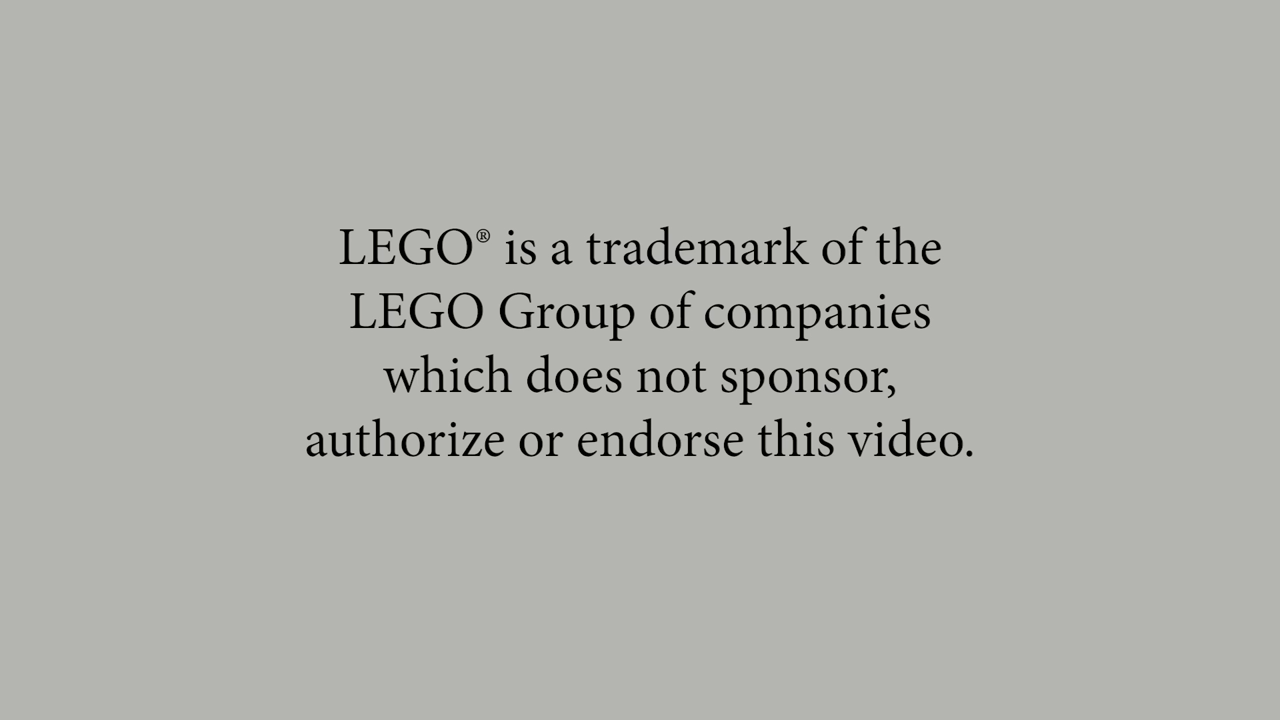 LEGO® is a trademark of the
LEGO Group of companies
which does not sponsor,
authorize or endorse this video.